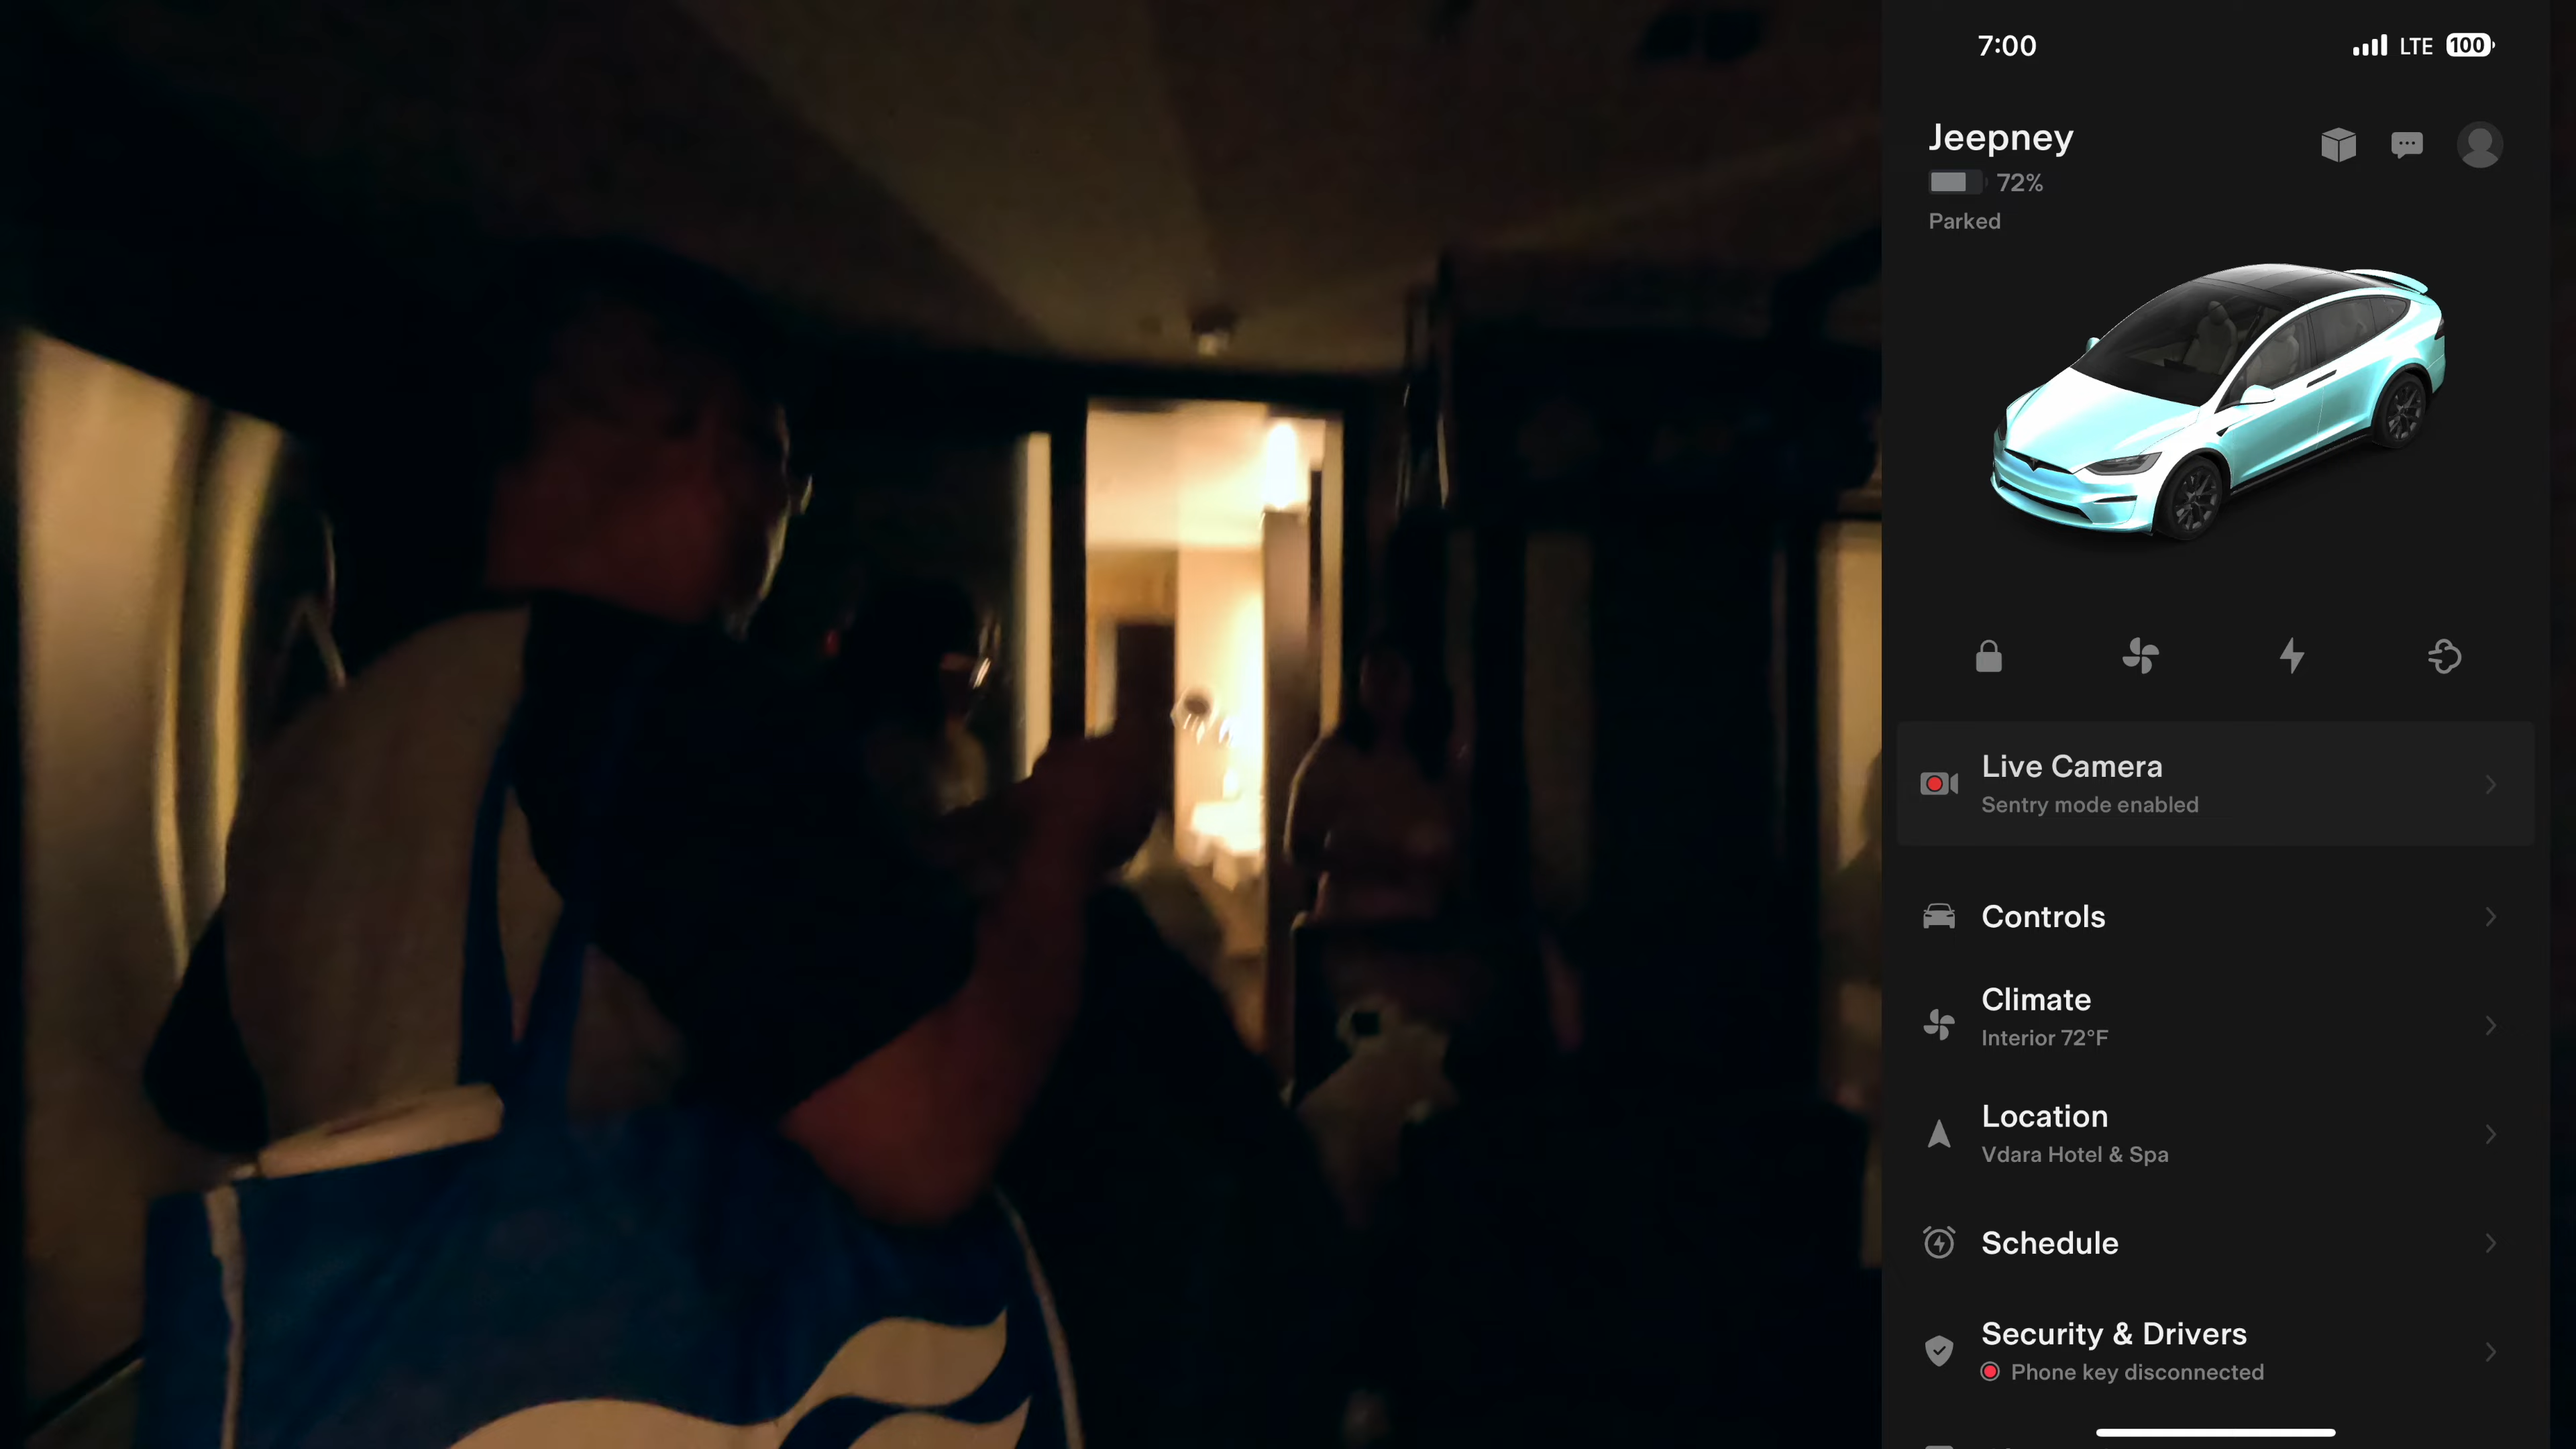 7:00
LTE 100
Jeepney
72%
Parked
Live Camera
Sentry mode enabled
Controls
Climate
Interior 72°F
Location
Vdara Hotel & Spa
Schedule
Security & Drivers
Phone key disconnected